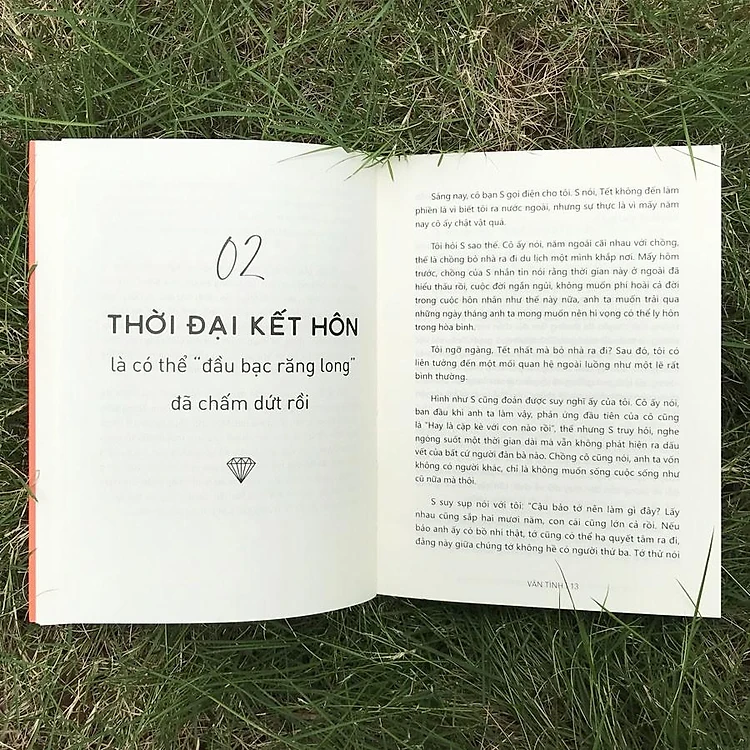 02
THỜI ĐẠI KẾT HÔN
là có thể “đầu bạc răng long”
đã chấm dứt rồi
Sáng nay, cô bạn S gọi điện cho tôi. S nói, Tết không đến làm
phiền là vì biết tôi ra nước ngoài, nhưng sự thực là vì mấy năm
nay cô ấy chật vật quá.
Tôi hỏi S sao thế. Cô ấy nói, năm ngoái cãi nhau với chồng,
thế là chồng bỏ nhà ra đi du lịch một mình khắp nơi. Mấy hôm
trước, chồng của S nhắn tin nói rằng thời gian này ở ngoài đã
hiểu thấu rồi, cuộc đời ngắn ngủi, không muốn phí hoài cả đời
trong cuộc hôn nhân như thế này nữa, anh ta muốn trải qua
những ngày tháng anh ta mong muốn nên hi vọng có thể ly hôn
trong hòa bình.
Tôi ngỡ ngàng, Tết nhất mà bỏ nhà ra đi? Sau đó, tôi có
liên tưởng đến một mối quan hệ ngoài luồng như một lẽ rất
bình thường.
Hình như S cũng đoán được suy nghĩ của tôi. Cô ấy nói,
ban đầu khi anh ta làm vậy, phản ứng đầu tiên của cô cũng
là “Hay là cặp kè với con nào rồi”, thế nhưng S truy hỏi, nghe
ngóng suốt một thời gian dài mà vẫn không phát hiện ra dấu
vết của bất cứ người đàn bà nào. Chồng cô cũng nói, anh ta vốn
không có người khác, chỉ là không muốn sống cuộc sống như
cũ nữa mà thôi.
S suy sụp nói với tôi: “Cậu bảo tớ nên làm gì đây? Lấy
nhau cũng sắp hai mươi năm, con cái cũng lớn cả rồi. Nếu
bảo anh ấy có bồ nhí thật, tớ cũng có thể hạ quyết tâm ra đi,
đằng này giữa chúng tớ không hề có người thứ ba. Tớ thử nói
VÃN TÌNH 13